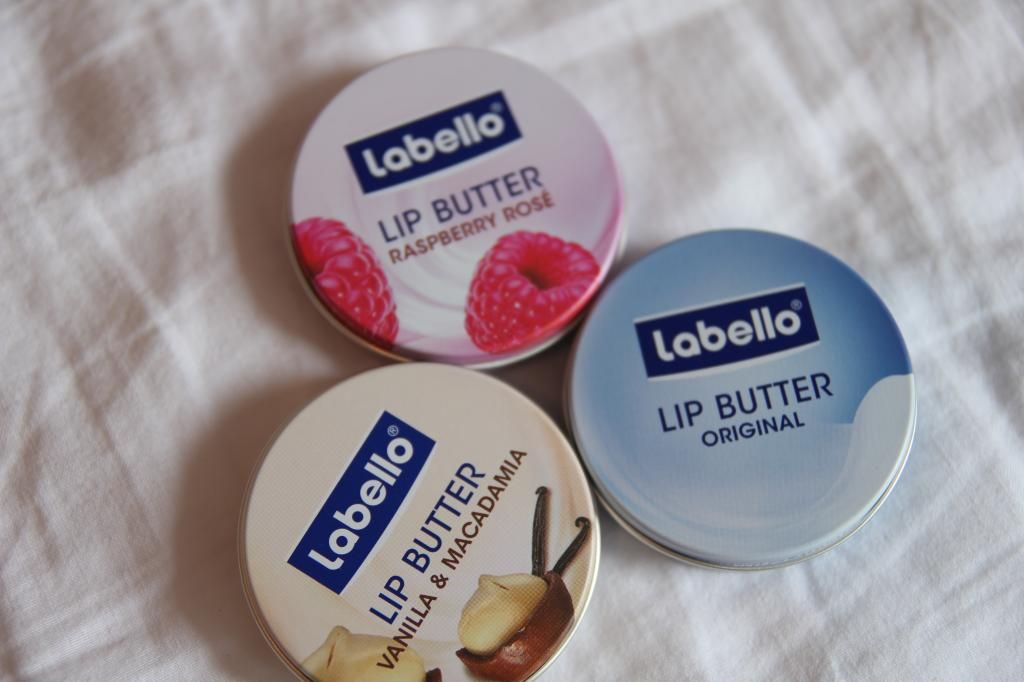 Labello®
LIP BUTTER
RASPBERRY ROSÉ
Labello®
LIP BUTTER
ORIGINAL
Labello®
LIP BUTTER
VANILLA & MACADAMIA